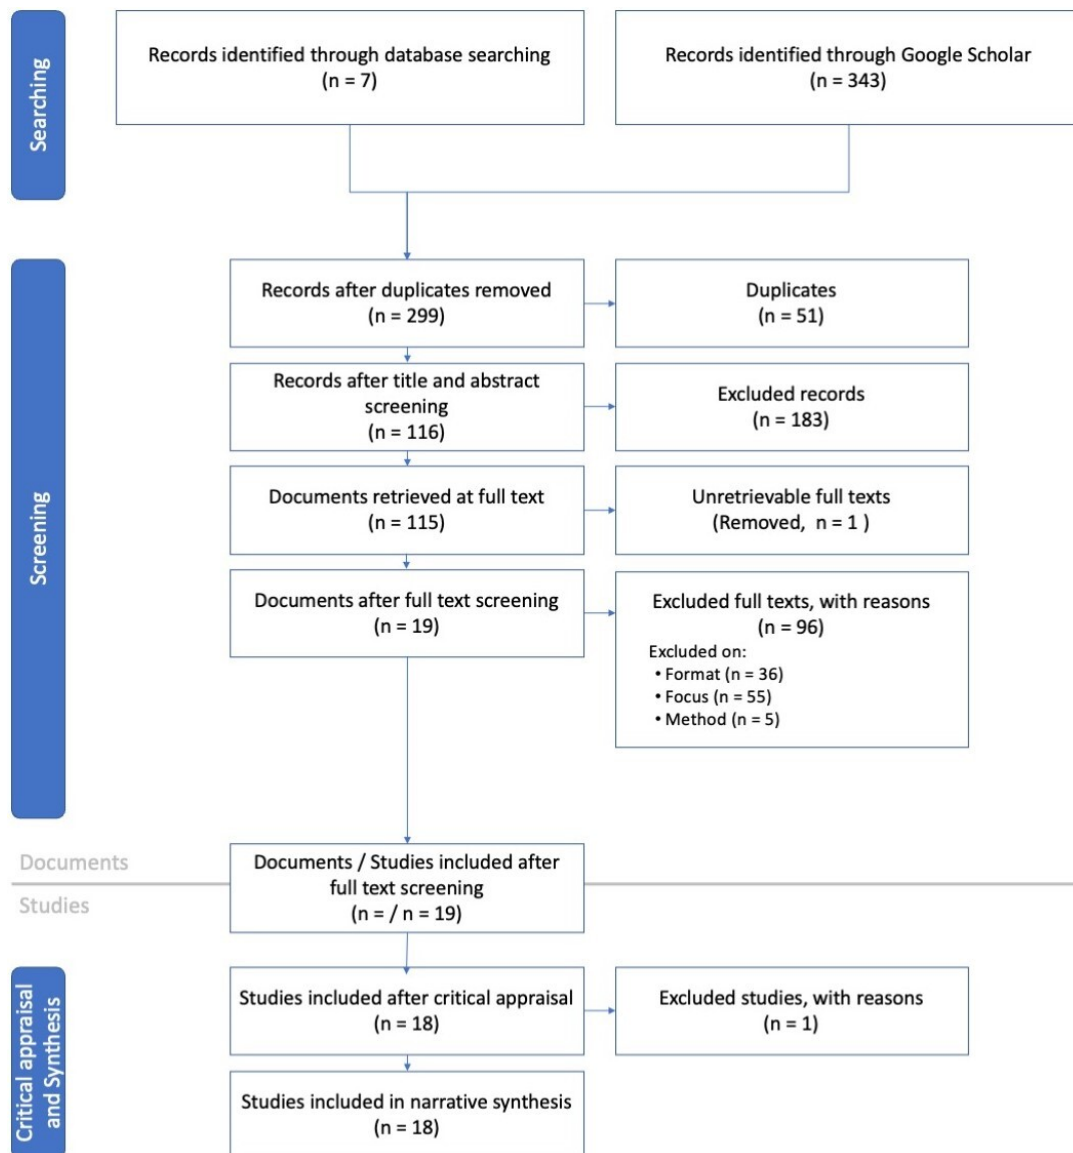 Searching
Records identified through database searching
(n = 7)
Records identified through Google Scholar
(n = 343)
Screening
Records after duplicates removed
(n = 299)
Duplicates
(n = 51)
Records after title and abstract
screening
(n = 116)
Excluded records
(n = 183)
Documents retrieved at full text
(n = 115)
Unretrievable full texts
(Removed,  n = 1 )
Documents after full text screening
(n = 19)
Excluded full texts, with reasons
(n = 96)
Excluded on:
• Format (n = 36)
• Focus (n = 55)
• Method (n = 5)
Documents
Studies
Documents / Studies included after
full text screening
(n = / n = 19)
Critical appraisal
and Synthesis
Studies included after critical appraisal
(n = 18)
Excluded studies, with reasons
(n = 1)
Studies included in narrative synthesis
(n = 18)